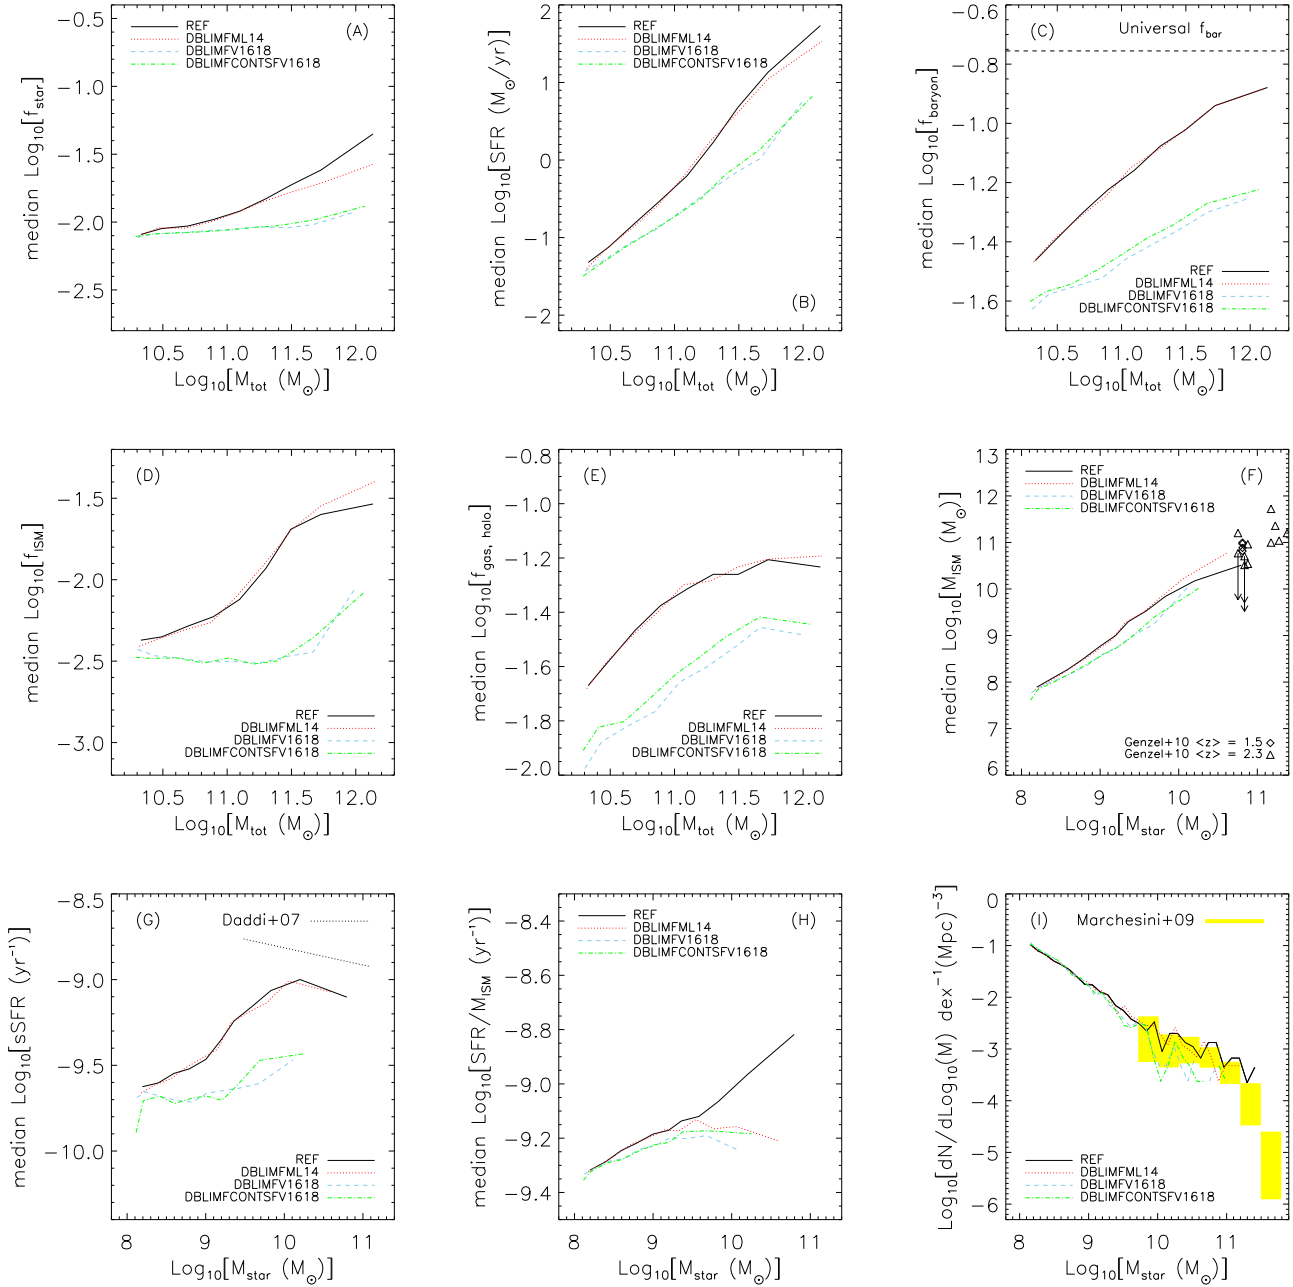 (A)
REF
DBLIMFML14
DBLIMFV1618
DBLIMFCONTSFV1618
median Log10[fstar]
-0.5
-1.0
-1.5
-2.0
-2.5
10.5 11.0 11.5 12.0
Log10[Mtot (M⊙)]
(B)
REF
DBLIMFML14
DBLIMFV1618
DBLIMFCONTSFV1618
median Log10[SFR (M⊙/yr)]
2
1
0
-1
-2
10.5 11.0 11.5 12.0
Log10[Mtot (M⊙)]
(C) Universal fbar
median Log10[fbaryon]
-0.6
-0.8
-1.0
-1.2
-1.4
-1.6
REF
DBLIMFML14
DBLIMFV1618
DBLIMFCONTSFV1618
10.5 11.0 11.5 12.0
Log10[Mtot (M⊙)]
(D)
median Log10[fISM]
-1.5
-2.0
-2.5
-3.0
REF
DBLIMFML14
DBLIMFV1618
DBLIMFCONTSFV1618
10.5 11.0 11.5 12.0
Log10[Mtot (M⊙)]
(E)
median Log10[fgas, halo]
-0.8
-1.0
-1.2
-1.4
-1.6
-1.8
-2.0
REF
DBLIMFML14
DBLIMFV1618
DBLIMFCONTSFV1618
10.5 11.0 11.5 12.0
Log10[Mtot (M⊙)]
(F)
REF
DBLIMFML14
DBLIMFV1618
DBLIMFCONTSFV1618
median Log10[MISM (M⊙)]
13
12
11
10
9
8
7
6
Genzel+10 <z> = 1.5
Genzel+10 <z> = 2.3
8 9 10 11
Log10[Mstar (M⊙)]
(G) Daddi+07
median Log10[sSFR (yr-1)]
-8.5
-9.0
-9.5
-10.0
REF
DBLIMFML14
DBLIMFV1618
DBLIMFCONTSFV1618
8 9 10 11
Log10[Mstar (M⊙)]
(H)
REF
DBLIMFML14
DBLIMFV1618
DBLIMFCONTSFV1618
median Log10[SFR/MISM (yr-1)]
-8.4
-8.6
-8.8
-9.0
-9.2
-9.4
8 9 10 11
Log10[Mstar (M⊙)]
(I) Marchesini+09
Log10[dN/dLog10(M) dex-1(Mpc)-3]
0
-1
-2
-3
-4
-5
-6
REF
DBLIMFML14
DBLIMFV1618
DBLIMFCONTSFV1618
8 9 10 11
Log10[Mstar (M⊙)]